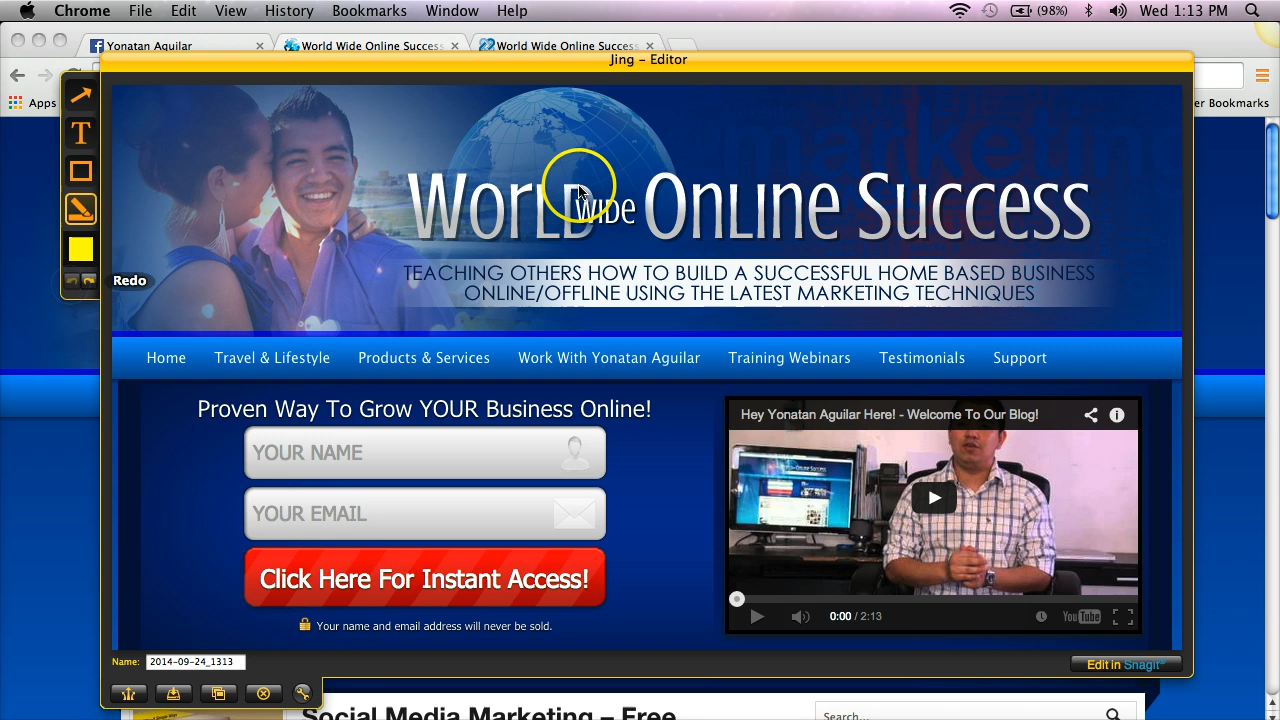 Chrome File Edit View History Bookmarks Window Help (98%) Wed 1:13 PM
Yonatan Aguilar World Wide Online Success World Wide Online Success
Jing – Editor
Apps er Bookmarks
T
World Wide Online Success
TEACHING OTHERS HOW TO BUILD A SUCCESSFUL HOME BASED BUSINESS
ONLINE/OFFLINE USING THE LATEST MARKETING TECHNIQUES
marketing
Redo
Home Travel & Lifestyle Products & Services Work With Yonatan Aguilar Training Webinars Testimonials Support
Proven Way To Grow YOUR Business Online!
YOUR NAME
YOUR EMAIL
Click Here For Instant Access!
Your name and email address will never be sold.
Hey Yonatan Aguilar Here! - Welcome To Our Blog!
0:00 / 2:13 YouTube
Name: 2014-09-24_1313
Edit in Snagit®
Social Media Marketing – Free
Search...